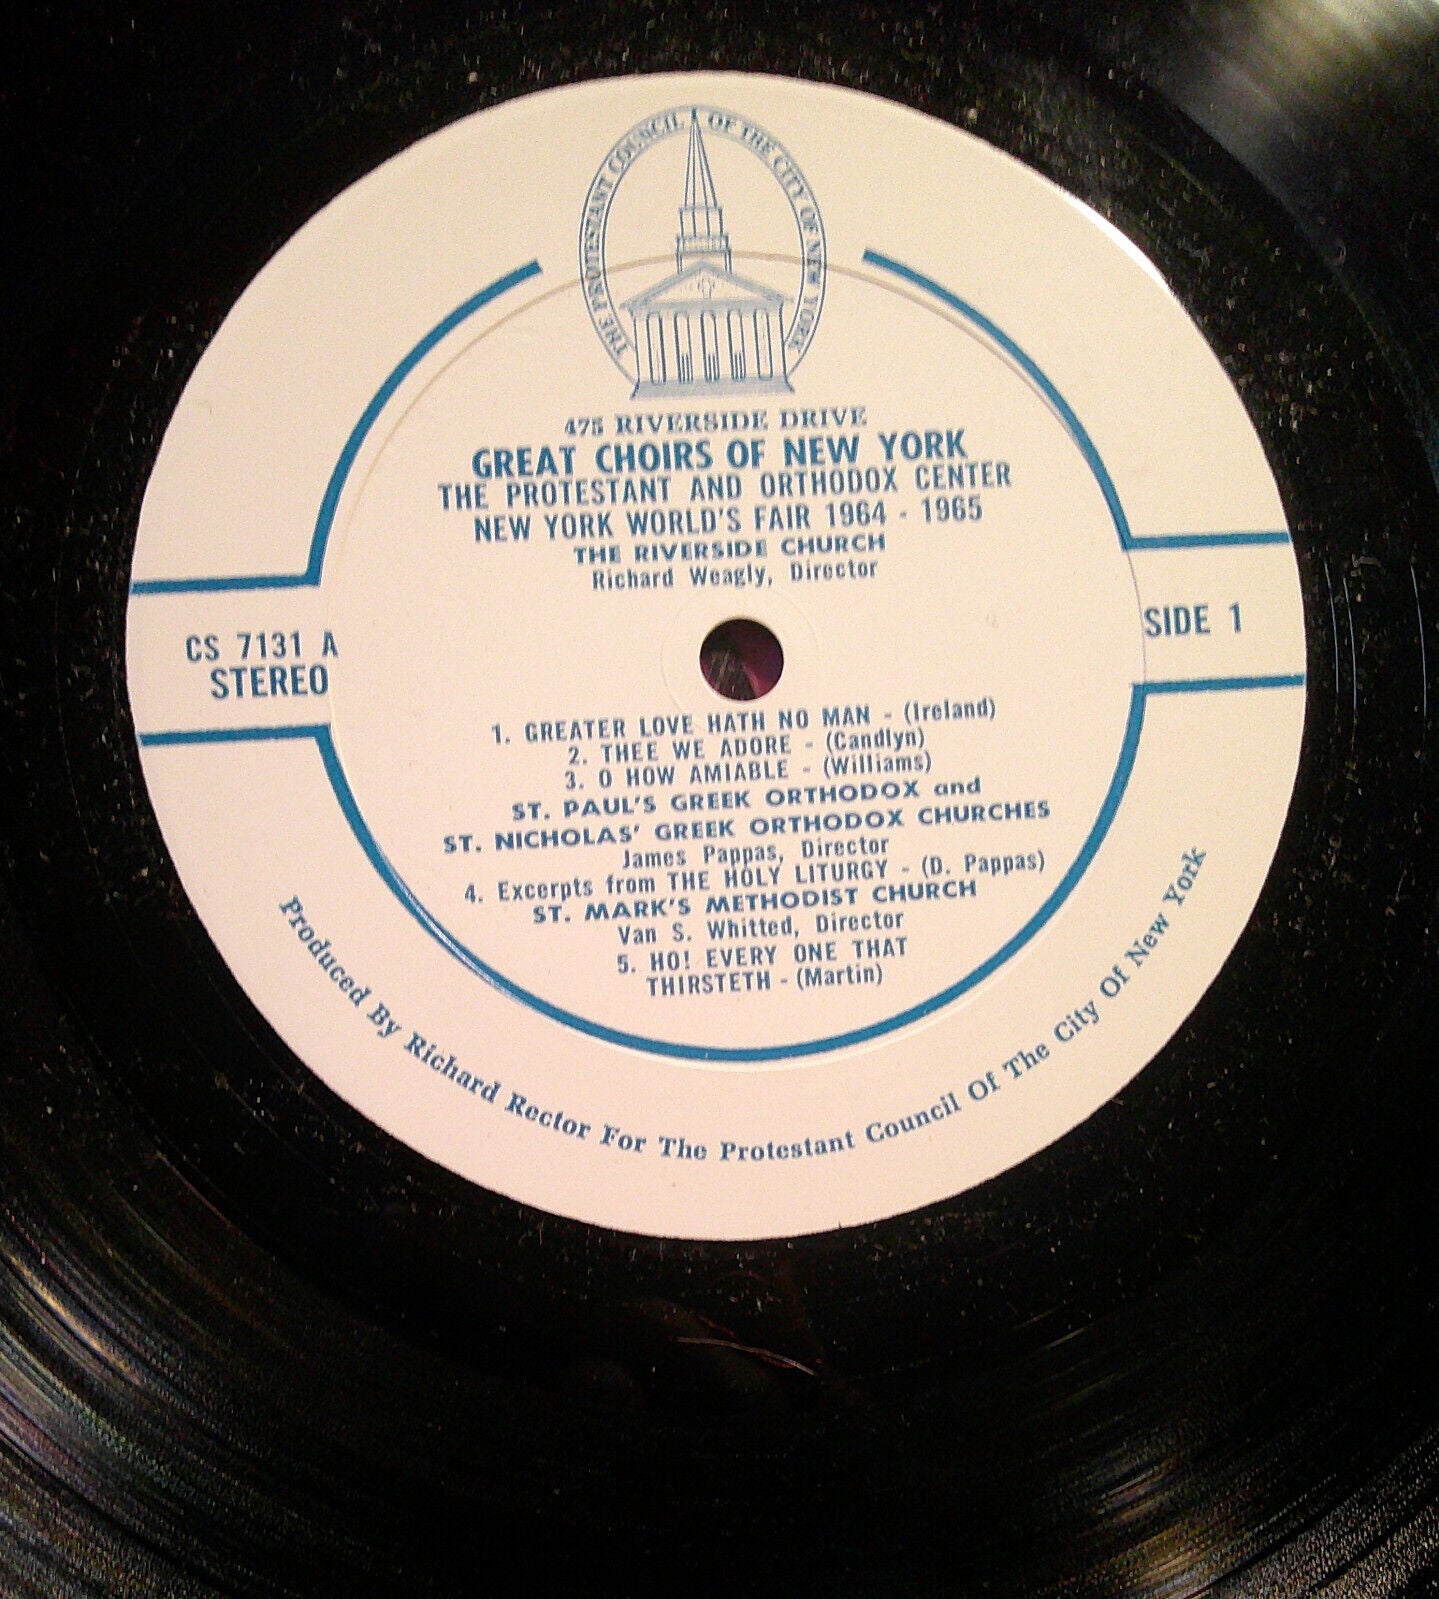 THE PROTESTANT COUNCIL OF THE CITY OF NEW YORK
475 RIVERSIDE DRIVE
GREAT CHOIRS OF NEW YORK
THE PROTESTANT AND ORTHODOX CENTER
NEW YORK WORLD'S FAIR 1964 - 1965
THE RIVERSIDE CHURCH
Richard Weagly, Director
CS 7131 A
STEREO
SIDE 1
1. GREATER LOVE HATH NO MAN - (Ireland)
2. THEE WE ADORE - (Candlyn)
3. O HOW AMIABLE - (Williams)
ST. PAUL'S GREEK ORTHODOX and
ST. NICHOLAS' GREEK ORTHODOX CHURCHES
James Pappas, Director
4. Excerpts from THE HOLY LITURGY - (D. Pappas)
ST. MARK'S METHODIST CHURCH
Van S. Whitted, Director
5. HO! EVERY ONE THAT
THIRSTETH - (Martin)
Produced By Richard Rector For The Protestant Council Of The City Of New York